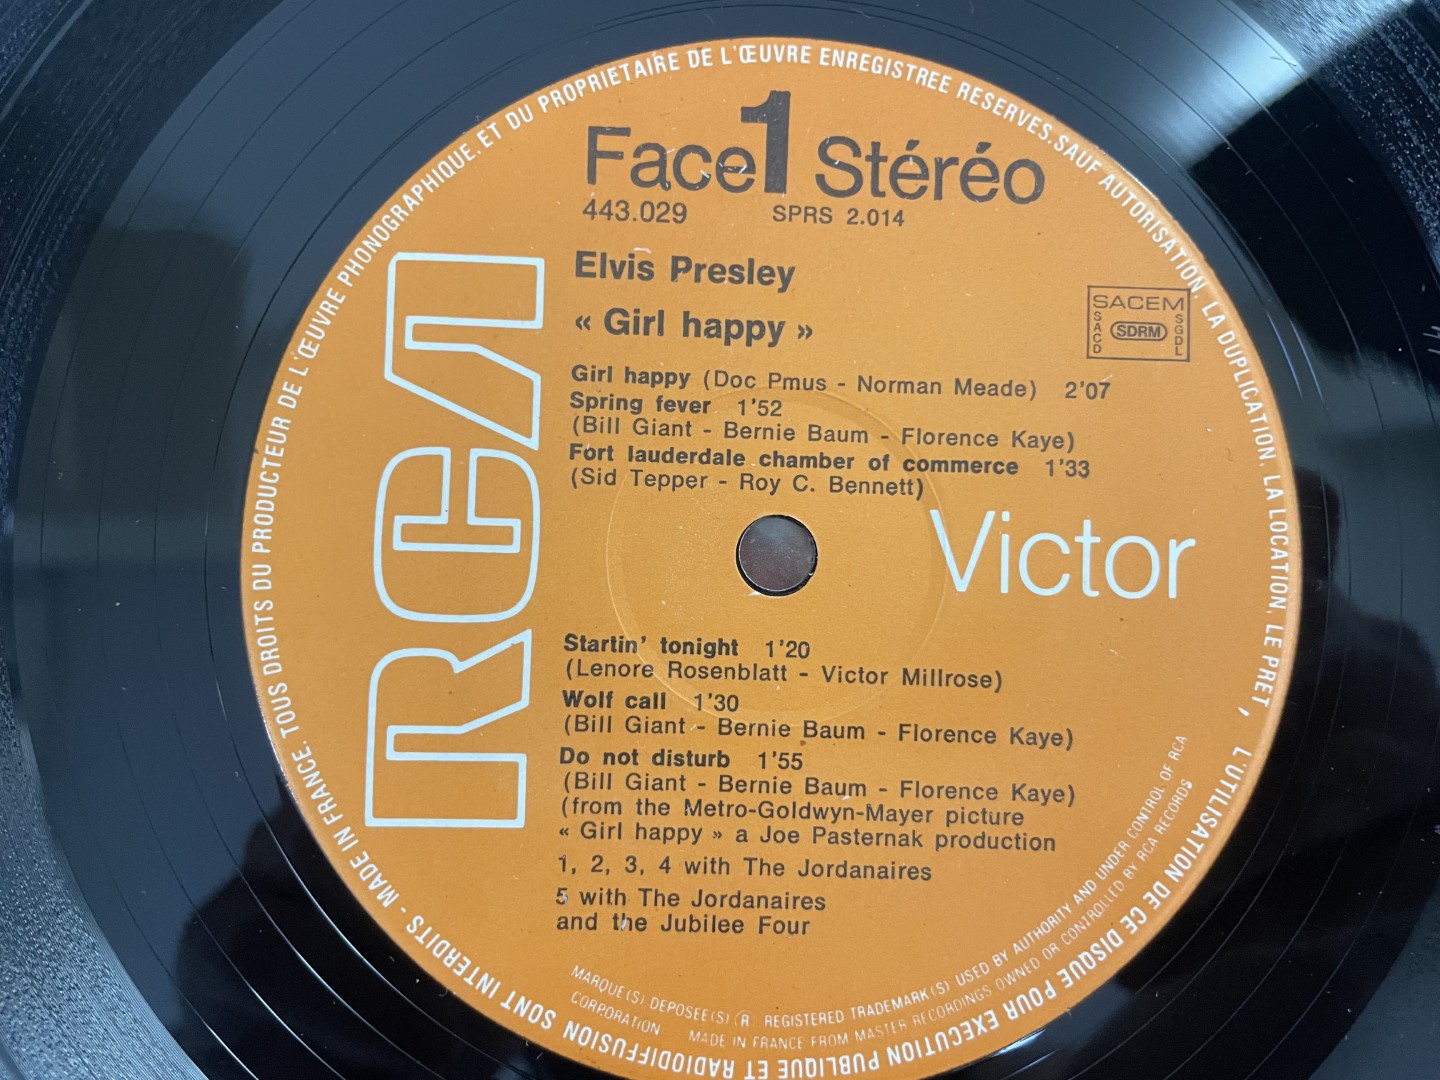 Face 1 Stéréo
443.029 SPRS 2.014
Elvis Presley
« Girl happy »
SACEM
SACD
SDRM
SGDL
Girl happy (Doc Pmus - Norman Meade) 2'07
Spring fever 1'52
(Bill Giant - Bernie Baum - Florence Kaye)
Fort lauderdale chamber of commerce 1'33
(Sid Tepper - Roy C. Bennett)
RCA
Victor
Startin' tonight 1'20
(Lenore Rosenblatt - Victor Millrose)
Wolf call 1'30
(Bill Giant - Bernie Baum - Florence Kaye)
Do not disturb 1'55
(Bill Giant - Bernie Baum - Florence Kaye)
(from the Metro-Goldwyn-Mayer picture
« Girl happy » a Joe Pasternak production
1, 2, 3, 4 with The Jordanaires
5 with The Jordanaires
and the Jubilee Four
MARQUE(S) DEPOSEE(S) (R REGISTERED TRADEMARK(S) USED BY AUTHORITY AND UNDER CONTROL OF RCA
CORPORATION MADE IN FRANCE FROM MASTER RECORDINGS OWNED OR CONTROLLED BY RCA RECORDS
MADE IN FRANCE. TOUS DROITS DU PRODUCTEUR DE L'ŒUVRE PHONOGRAPHIQUE. ET DU PROPRIETAIRE DE L'ŒUVRE ENREGISTREE RESERVES. SAUF AUTORISATION. LA DUPLICATION. LA LOCATION. LE PRET, L'UTILISATION DE CE DISQUE POUR EXECUTION PUBLIQUE ET RADIODIFFUSION SONT INTERDITS -